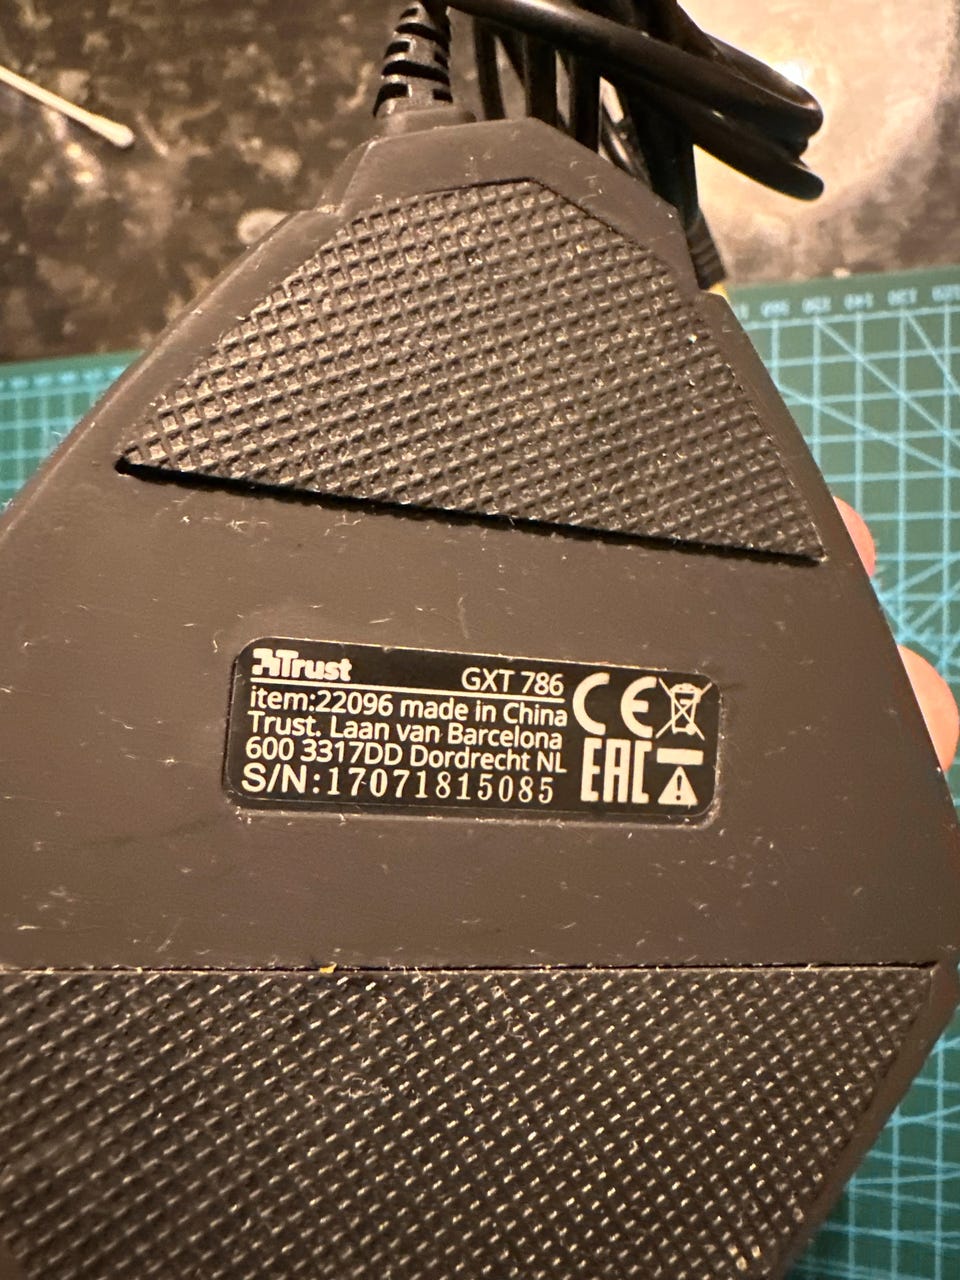 Trust GXT 786
item:22096 made in China
Trust. Laan van Barcelona
600 3317DD Dordrecht NL
S/N:17071815085
CE
EAC